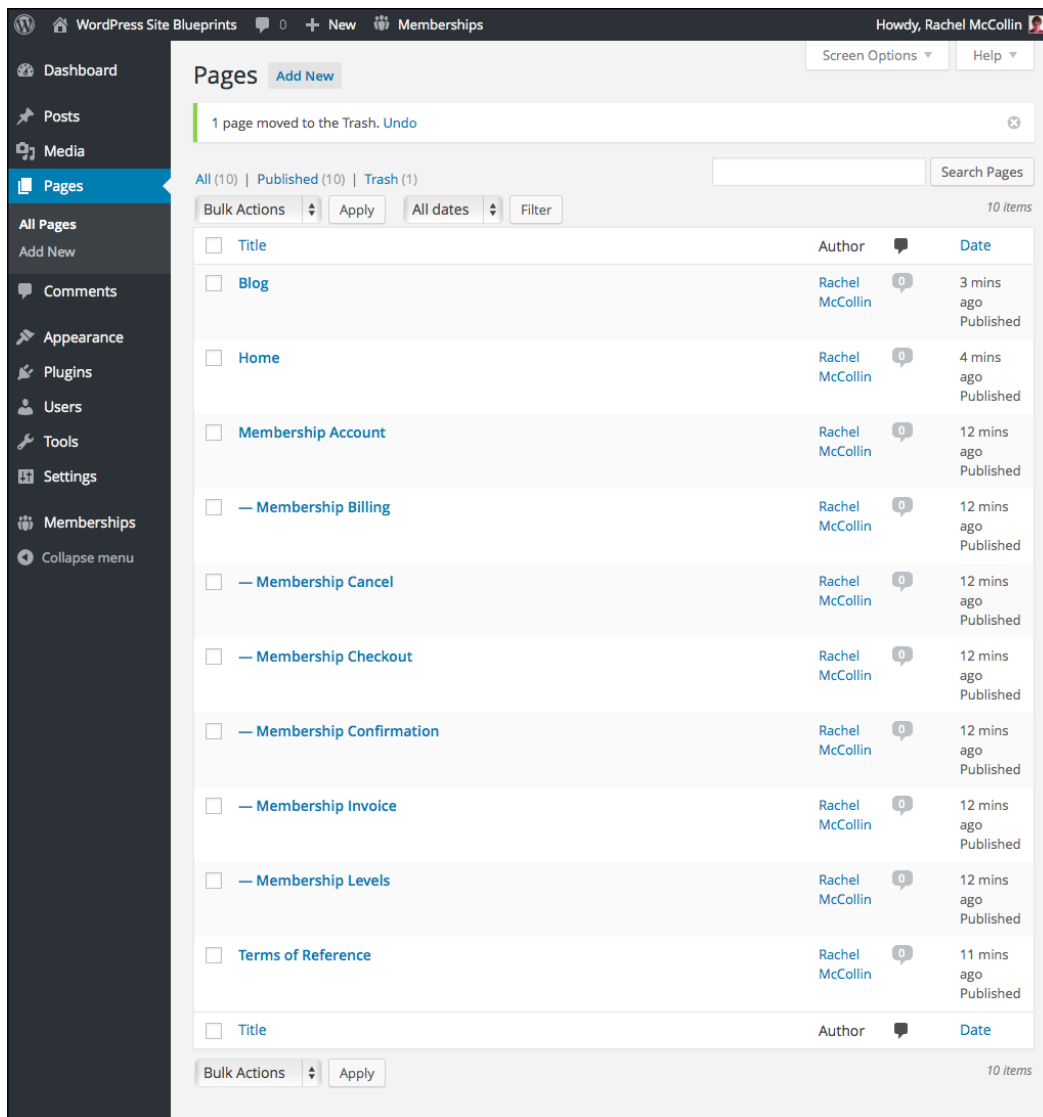 WordPress Site Blueprints 0 + New Memberships Howdy, Rachel McCollin
Screen Options Help
Dashboard
Posts
Media
Pages
All Pages
Add New
Comments
Appearance
Plugins
Users
Tools
Settings
Memberships
Collapse menu
Pages Add New
1 page moved to the Trash. Undo
All (10) | Published (10) | Trash (1)
Search Pages
Bulk Actions Apply All dates Filter 10 items
Title Author Date
Blog Rachel McCollin 0 3 mins ago Published
Home Rachel McCollin 0 4 mins ago Published
Membership Account Rachel McCollin 0 12 mins ago Published
— Membership Billing Rachel McCollin 0 12 mins ago Published
— Membership Cancel Rachel McCollin 0 12 mins ago Published
— Membership Checkout Rachel McCollin 0 12 mins ago Published
— Membership Confirmation Rachel McCollin 0 12 mins ago Published
— Membership Invoice Rachel McCollin 0 12 mins ago Published
— Membership Levels Rachel McCollin 0 12 mins ago Published
Terms of Reference Rachel McCollin 0 11 mins ago Published
Title Author Date
Bulk Actions Apply 10 items